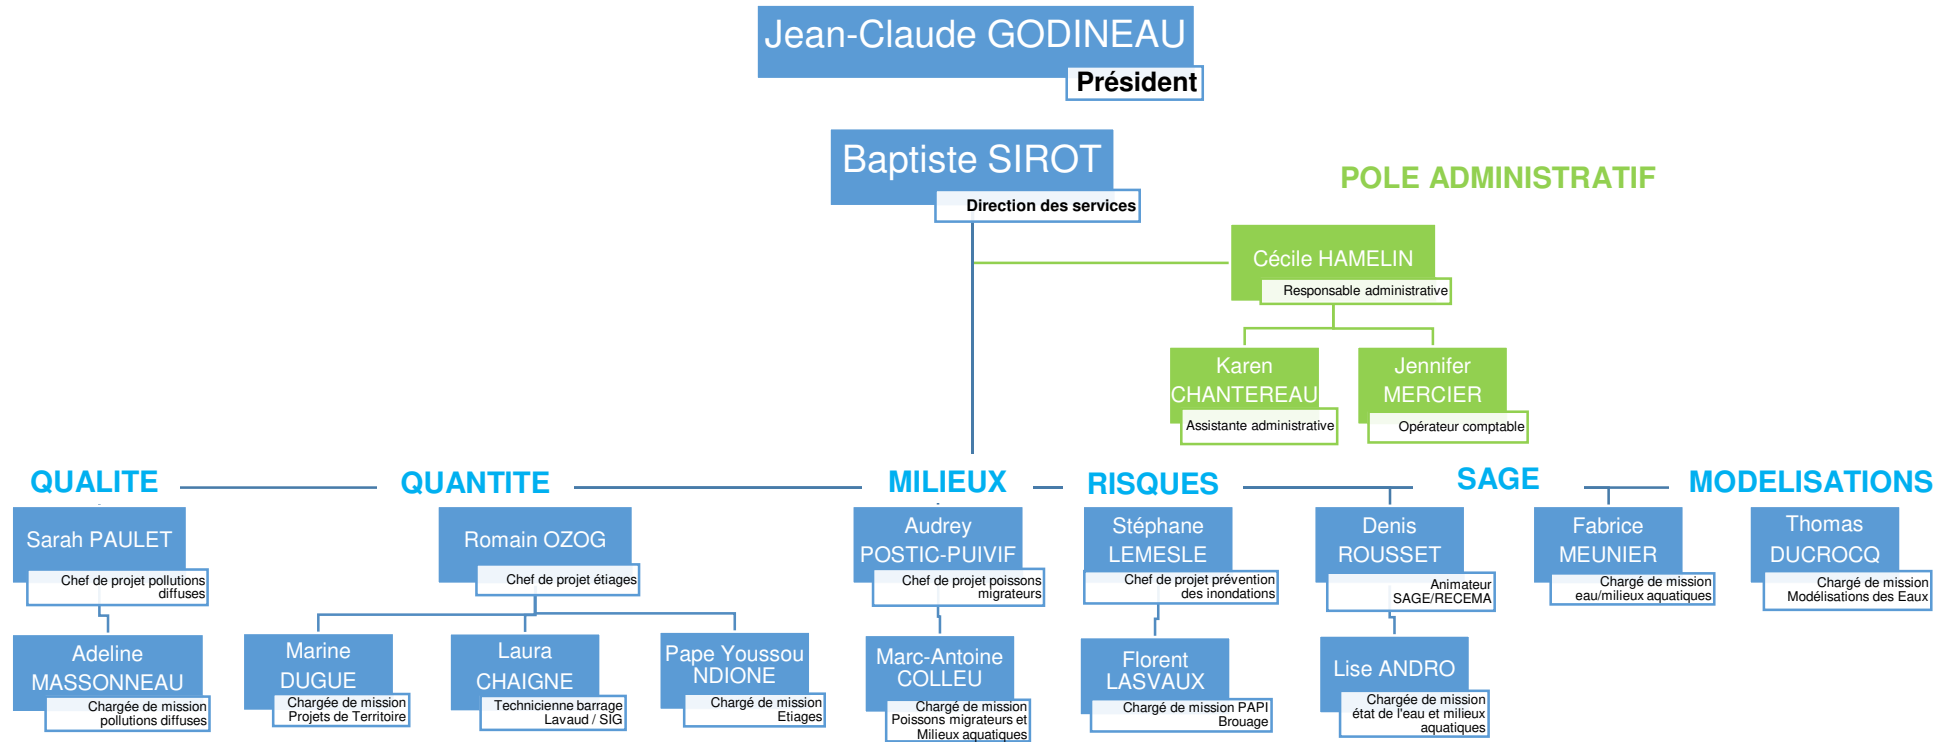 Jean-Claude GODINEAU
Président
Baptiste SIROT
Direction des services
POLE ADMINISTRATIF
Cécile HAMELIN
Responsable administrative
Karen
CHANTEREAU
Assistante administrative
Jennifer
MERCIER
Opérateur comptable
QUALITE
QUANTITE
MILIEUX
RISQUES
SAGE
MODELISATIONS
Sarah PAULET
Chef de projet pollutions
diffuses
Romain OZOG
Chef de projet étiages
Audrey
POSTIC-PUIVIF
Chef de projet poissons
migrateurs
Stéphane
LEMESLE
Chef de projet prévention
des inondations
Denis
ROUSSET
Animateur
SAGE/RECEMA
Fabrice
MEUNIER
Chargé de mission
eau/milieux aquatiques
Thomas
DUCROCQ
Chargé de mission
Modélisations des Eaux
Adeline
MASSONNEAU
Chargée de mission
pollutions diffuses
Marine
DUGUE
Chargée de mission
Projets de Territoire
Laura
CHAIGNE
Technicienne barrage
Lavaud / SIG
Pape Youssou
NDIONE
Chargé de mission
Etiages
Marc-Antoine
COLLEU
Chargé de mission
Poissons migrateurs et
Milieux aquatiques
Florent
LASVAUX
Chargé de mission PAPI
Brouage
Lise ANDRO
Chargée de mission
état de l'eau et milieux
aquatiques